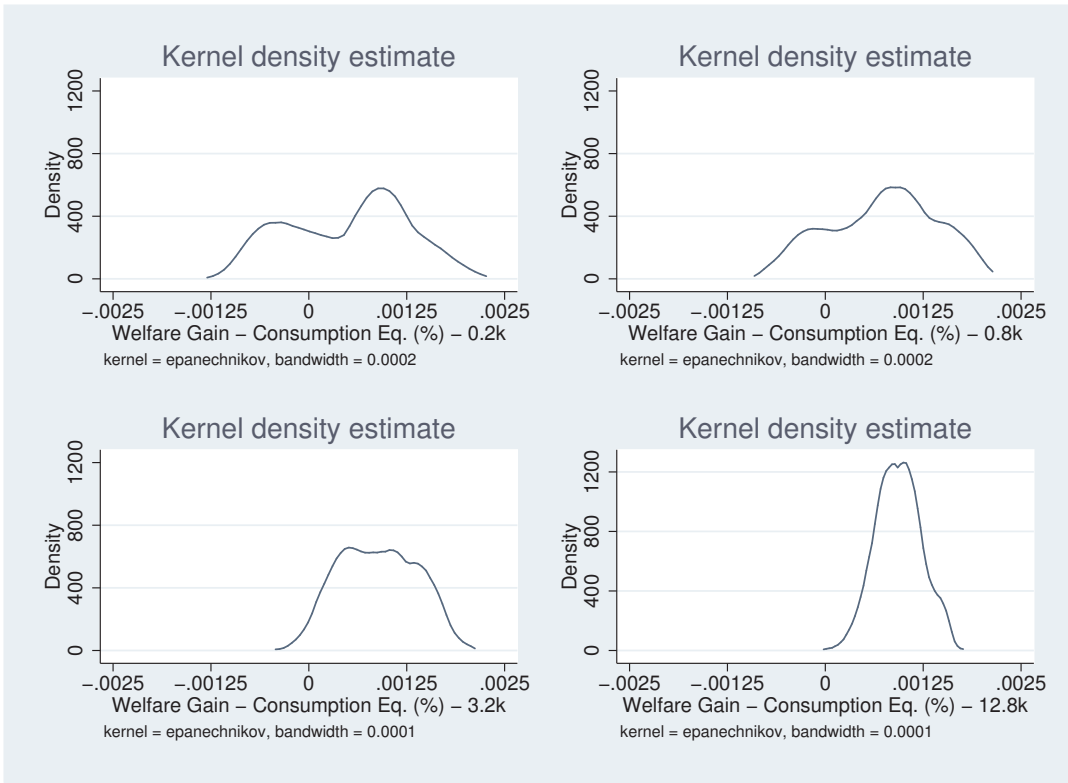 Kernel density estimate
Density
1200
800
400
0
−.0025 −.00125 0 .00125 .0025
Welfare Gain − Consumption Eq. (%) − 0.2k
kernel = epanechnikov, bandwidth = 0.0002
Kernel density estimate
Density
1200
800
400
0
−.0025 −.00125 0 .00125 .0025
Welfare Gain − Consumption Eq. (%) − 0.8k
kernel = epanechnikov, bandwidth = 0.0002
Kernel density estimate
Density
1200
800
400
0
−.0025 −.00125 0 .00125 .0025
Welfare Gain − Consumption Eq. (%) − 3.2k
kernel = epanechnikov, bandwidth = 0.0001
Kernel density estimate
Density
1200
800
400
0
−.0025 −.00125 0 .00125 .0025
Welfare Gain − Consumption Eq. (%) − 12.8k
kernel = epanechnikov, bandwidth = 0.0001